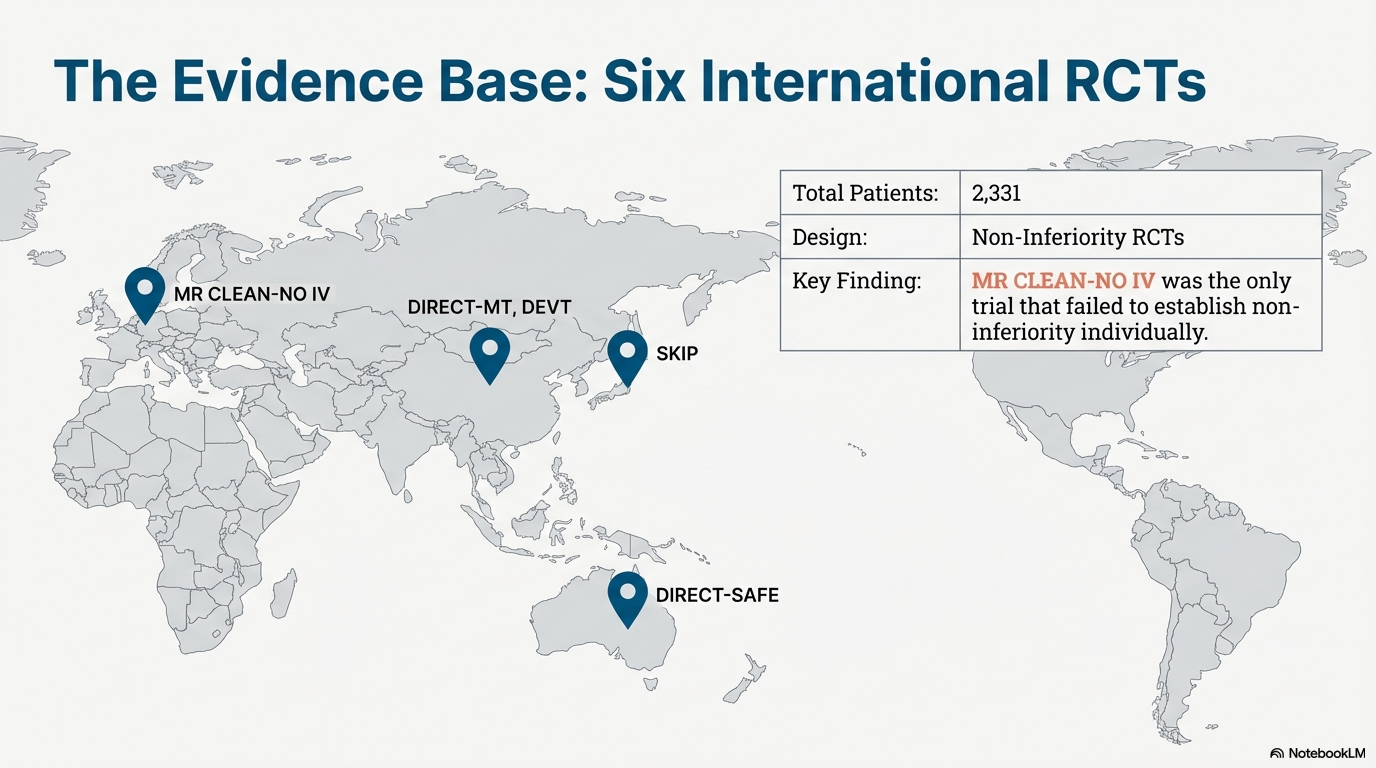 The Evidence Base: Six International RCTs
Total Patients: 2,331
Design: Non-Inferiority RCTs
Key Finding: MR CLEAN-NO IV was the only
trial that failed to establish non-
inferiority individually.
MR CLEAN-NO IV
DIRECT-MT, DEVT
SKIP
DIRECT-SAFE
NotebookLM